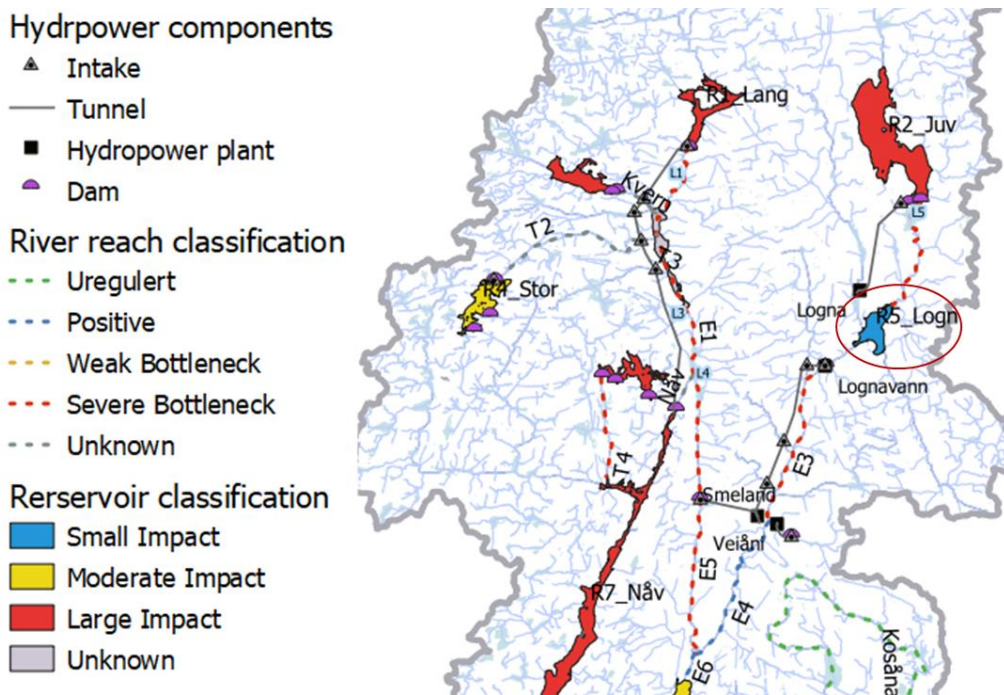 Hydrpower components
Intake
Tunnel
Hydropower plant
Dam
River reach classification
Uregulert
Positive
Weak Bottleneck
Severe Bottleneck
Unknown
Rerservoir classification
Small Impact
Moderate Impact
Large Impact
Unknown
R1_Lang
R2_Juv
L1
Kvern
L5
T2
R4_Stor
L3
Logna
R5_Logn
E1
L4
Nåv
Lognavann
T4
E3
Smeland
Veiåni
E5
R7_Nåv
E4
E6
Kosåna